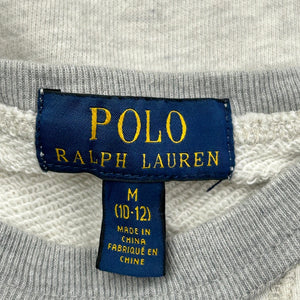 POLO
RALPH LAUREN
M
(10-12)
MADE IN
CHINA
FABRIQUÉ EN
CHINE